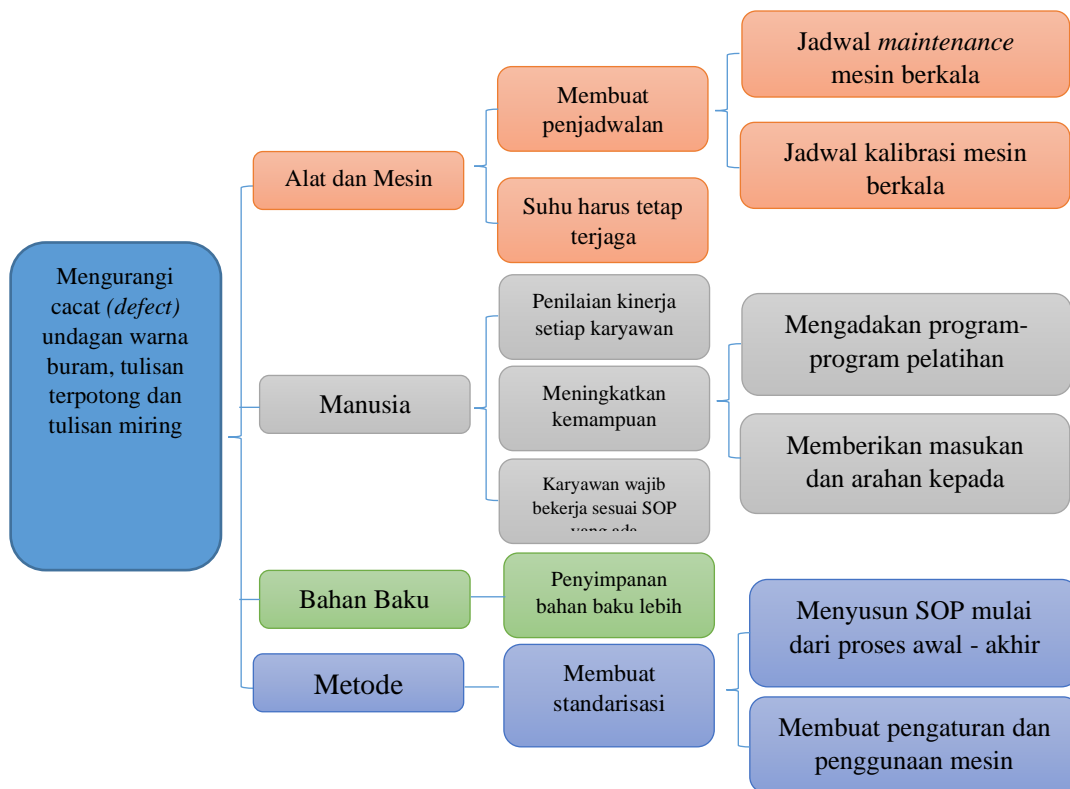 Mengurangi
cacat (defect)
undagan warna
buram, tulisan
terpotong dan
tulisan miring
Alat dan Mesin
Membuat
penjadwalan
Jadwal maintenance
mesin berkala
Jadwal kalibrasi mesin
berkala
Suhu harus tetap
terjaga
Manusia
Penilaian kinerja
setiap karyawan
Meningkatkan
kemampuan
Mengadakan program-
program pelatihan
Memberikan masukan
dan arahan kepada
Karyawan wajib
bekerja sesuai SOP
yang ada
Bahan Baku
Penyimpanan
bahan baku lebih
Metode
Membuat
standarisasi
Menyusun SOP mulai
dari proses awal - akhir
Membuat pengaturan dan
penggunaan mesin